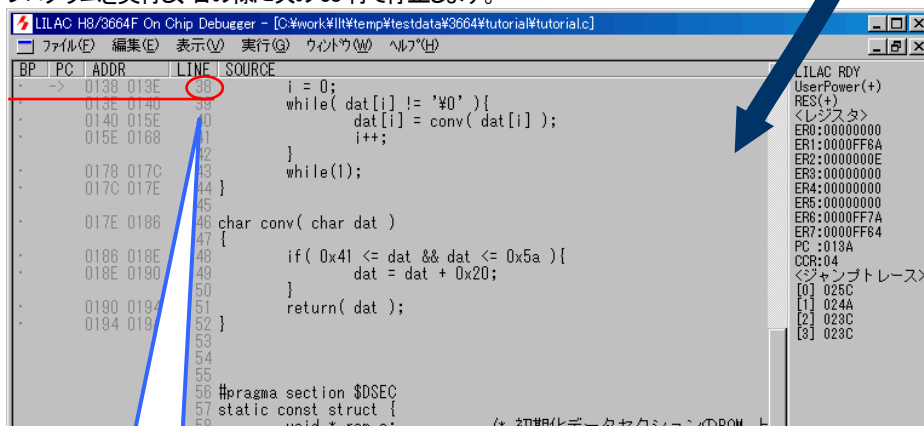 LILAC H8/3664F On Chip Debugger - [C:¥work¥llt¥temp¥testdata¥3664¥tutorial¥tutorial.c]
ファイル(F) 編集(E) 表示(V) 実行(G) ウィンドウ(W) ヘルプ(H)
BP PC ADDR LINE SOURCE
-> 0138 013E 38 i = 0;
013E 0140 39 while( dat[i] != '¥0' ){
0140 015E 40 dat[i] = conv( dat[i] );
015E 0168 41 i++;
42 }
0178 017C 43 while(1);
017C 017E 44 }
45
017E 0186 46 char conv( char dat )
47 {
0186 018E 48 if( 0x41 <= dat && dat <= 0x5a ){
018E 0190 49 dat = dat + 0x20;
50 }
0190 0194 51 return( dat );
0194 52 }
53
54
55
56 #pragma section $DSEC
57 static const struct {
LILAC RDY
UserPower(+)
RES(+)
<レジスタ>
ER0:00000000
ER1:0000FF6A
ER2:0000000E
ER3:00000000
ER4:00000000
ER5:00000000
ER6:0000FF7A
ER7:0000FF64
PC :013A
CCR:04
<ジャンプトレース>
[0] 025C
[1] 024A
[2] 023C
[3] 023C